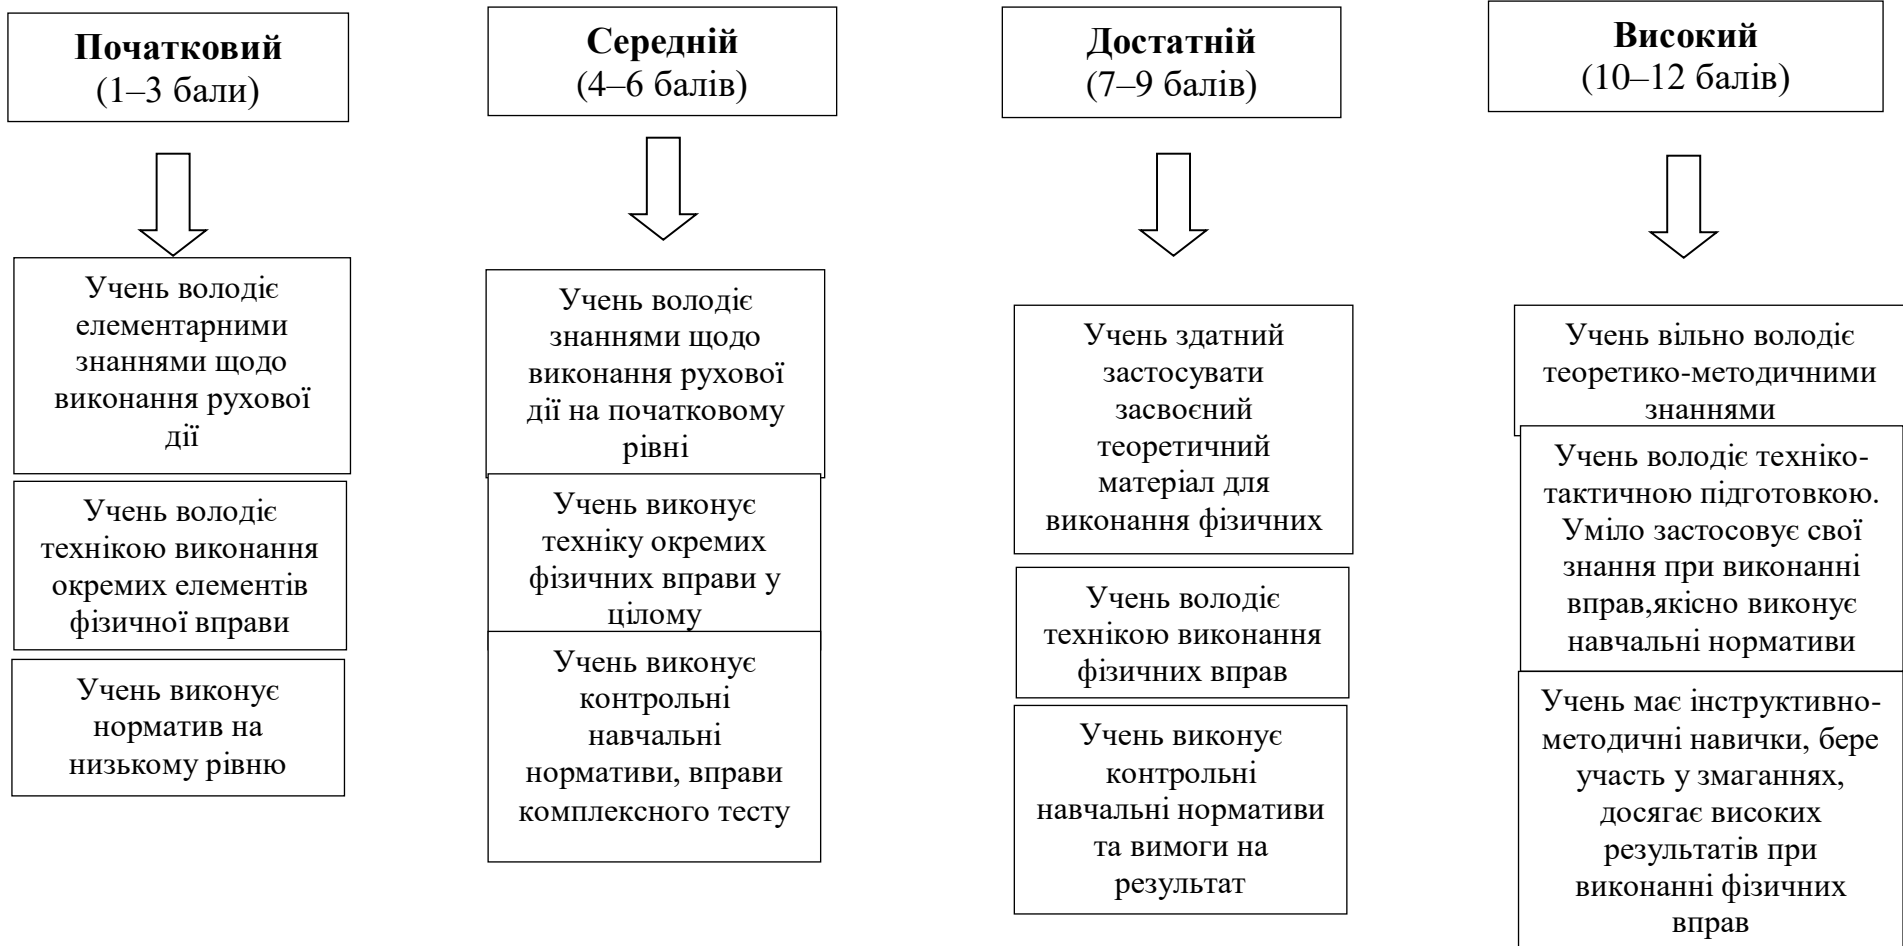 Початковий
(1–3 бали)
Учень володіє
елементарними
знаннями щодо
виконання рухової
дії
Учень володіє
технікою виконання
окремих елементів
фізичної вправи
Учень виконує
норматив на
низькому рівню
Середній
(4–6 балів)
Учень володіє
знаннями щодо
виконання рухової
дії на початковому
рівні
Учень виконує
техніку окремих
фізичних вправи у
цілому
Учень виконує
контрольні
навчальні
нормативи, вправи
комплексного тесту
Достатній
(7–9 балів)
Учень здатний
застосувати
засвоєний
теоретичний
матеріал для
виконання фізичних
Учень володіє
технікою виконання
фізичних вправ
Учень виконує
контрольні
навчальні нормативи
та вимоги на
результат
Високий
(10–12 балів)
Учень вільно володіє
теоретико-методичними
знаннями
Учень володіє техніко-
тактичною підготовкою.
Уміло застосовує свої
знання при виконанні
вправ,якісно виконує
навчальні нормативи
Учень має інструктивно-
методичні навички, бере
участь у змаганнях,
досягає високих
результатів при
виконанні фізичних
вправ